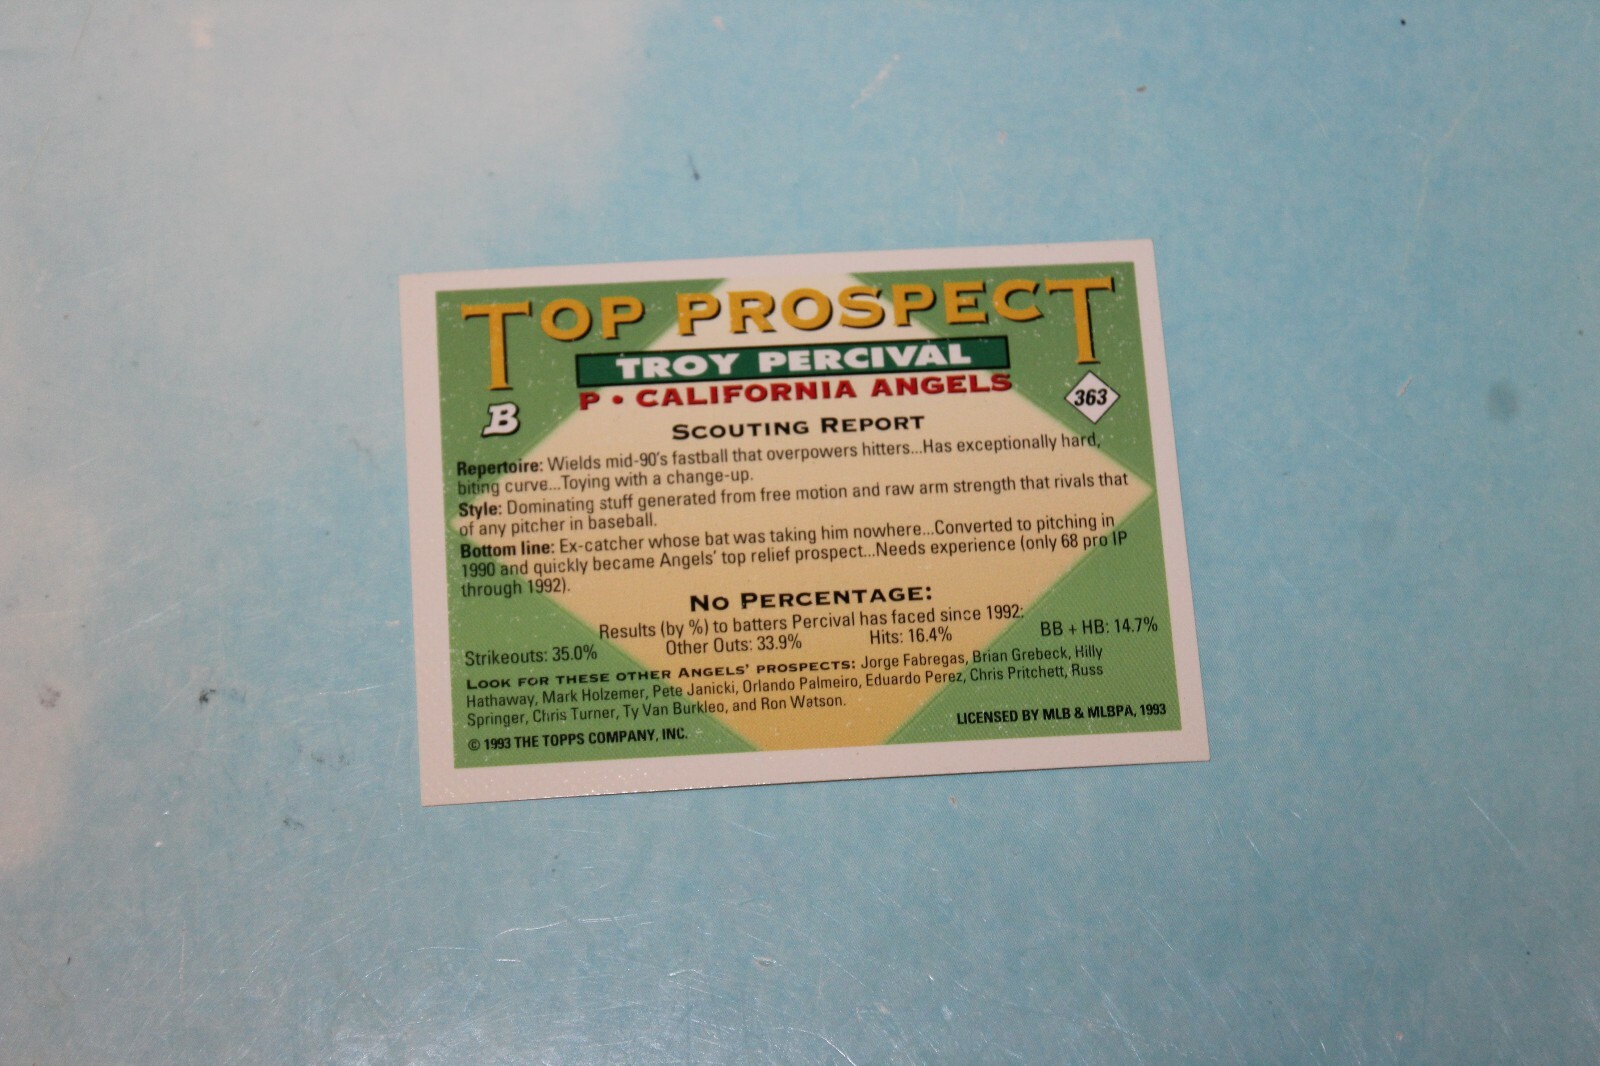 TOP PROSPECT
TROY PERCIVAL
P • CALIFORNIA ANGELS
B
363
SCOUTING REPORT
Repertoire: Wields mid-90's fastball that overpowers hitters...Has exceptionally hard,
biting curve...Toying with a change-up.
Style: Dominating stuff generated from free motion and raw arm strength that rivals that
of any pitcher in baseball.
Bottom line: Ex-catcher whose bat was taking him nowhere...Converted to pitching in
1990 and quickly became Angels' top relief prospect...Needs experience (only 68 pro IP
through 1992).
NO PERCENTAGE:
Results (by %) to batters Percival has faced since 1992:
Strikeouts: 35.0% Other Outs: 33.9% Hits: 16.4% BB + HB: 14.7%
LOOK FOR THESE OTHER ANGELS' PROSPECTS: Jorge Fabregas, Brian Grebeck, Hilly
Hathaway, Mark Holzemer, Pete Janicki, Orlando Palmeiro, Eduardo Perez, Chris Pritchett, Russ
Springer, Chris Turner, Ty Van Burkleo, and Ron Watson.
© 1993 THE TOPPS COMPANY, INC. LICENSED BY MLB & MLBPA, 1993